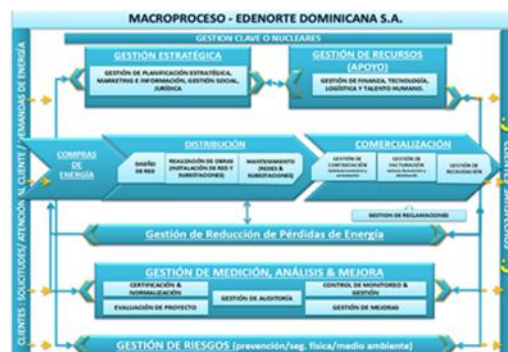 MACROPROCESO - EDENORTE DOMINICANA S.A.
GESTION CLAVE O NUCLEARES
GESTIÓN ESTRATÉGICA
GESTIÓN DE PLANIFICACIÓN ESTRATÉGICA,
MARKETING E INFORMACIÓN, GESTIÓN SOCIAL,
JURÍDICA.
GESTIÓN DE RECURSOS
(APOYO)
GESTIÓN DE FINANZA, TECNOLOGÍA,
LOGÍSTICA Y TALENTO HUMANO.
CLIENTES : SOLICITUDES/ ATENCIÓN AL CLIENTE / DEMANDAS DE ENERGÍA
COMPRAS
DE
ENERGÍA
DISTRIBUCIÓN
DISEÑO
DE RED
REALIZACIÓN DE OBRAS
(INSTALACIÓN DE RED Y
SUBESTACIONES)
MANTENIMIENTO
(REDES &
SUBESTACIONES)
COMERCIALIZACIÓN
GESTIÓN DE
CONTRATACIÓN
GESTIÓN DE
FACTURACIÓN
GESTIÓN DE
RECAUDACIÓN
GESTION DE RECLAMACIONES
Gestión de Reducción de Pérdidas de Energía
GESTIÓN DE MEDICIÓN, ANÁLISIS & MEJORA
CERTIFICACIÓN &
NORMALIZACIÓN
GESTIÓN DE AUDITORÍA
CONTROL DE MONITOREO &
GESTIÓN
EVALUACIÓN DE PROYECTO
GESTIÓN DE MEJORAS
GESTIÓN DE RIESGOS (prevención/seg. física/medio ambiente)